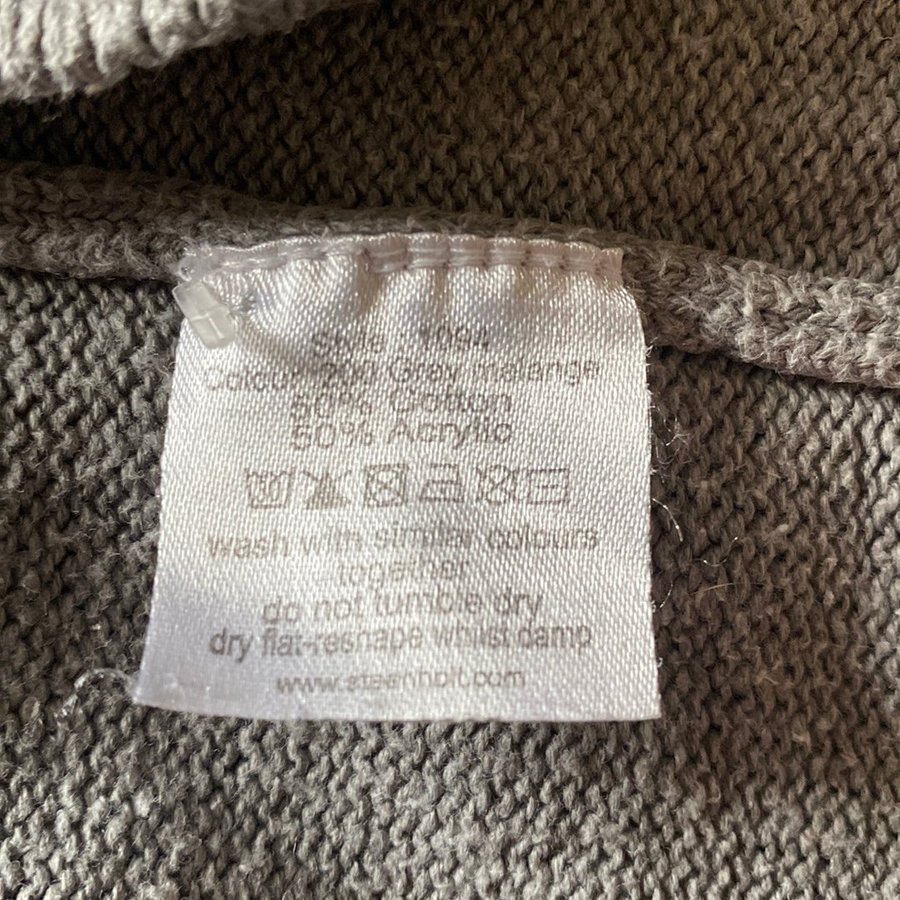 Style
Colour: Grey melange
50% Cotton
50% Acrylic
wash with similar colours
together
do not tumble dry
dry flat-reshape whilst damp
www.steenholt.com